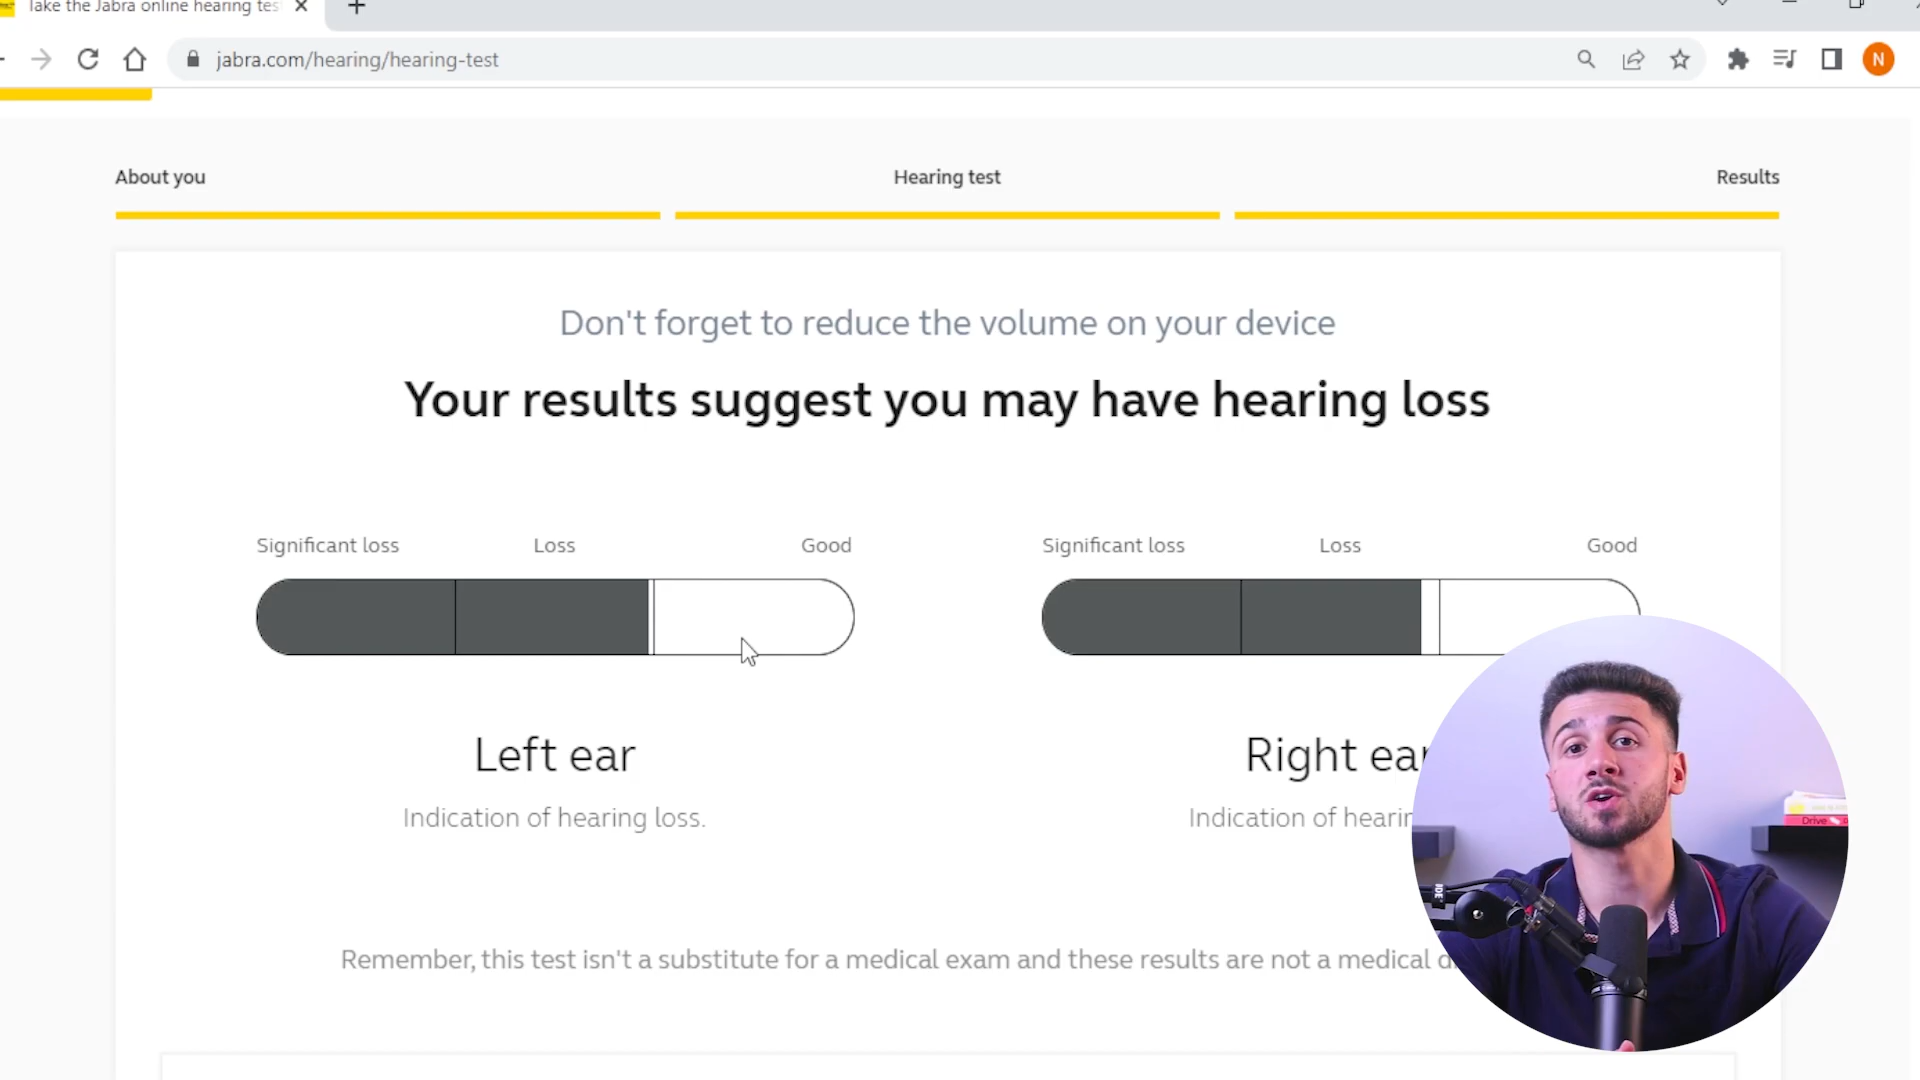 Take the Jabra online hearing tes
jabra.com/hearing/hearing-test
N
About you
Hearing test
Results
Don't forget to reduce the volume on your device
Your results suggest you may have hearing loss
Significant loss
Loss
Good
Significant loss
Loss
Good
Left ear
Right ear
Indication of hearing loss.
Indication of hearin
Remember, this test isn't a substitute for a medical exam and these results are not a medical d
Drive